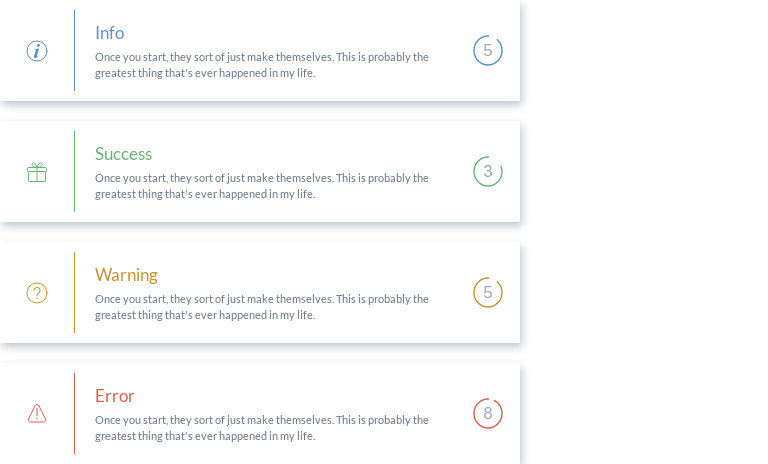 Info
Once you start, they sort of just make themselves. This is probably the
greatest thing that's ever happened in my life.
5
Success
Once you start, they sort of just make themselves. This is probably the
greatest thing that's ever happened in my life.
3
Warning
Once you start, they sort of just make themselves. This is probably the
greatest thing that's ever happened in my life.
5
Error
Once you start, they sort of just make themselves. This is probably the
greatest thing that's ever happened in my life.
8